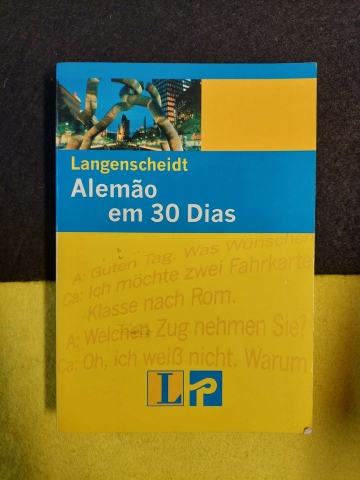 Langenscheidt
Alemão
em 30 Dias
A: Guten Tag. Was Wünschen
Ca: Ich möchte zwei Fahrkarte
Klasse nach Rom.
A: Welchen Zug nehmen Sie?
Ca: Oh, ich weiß nicht. Warum
L